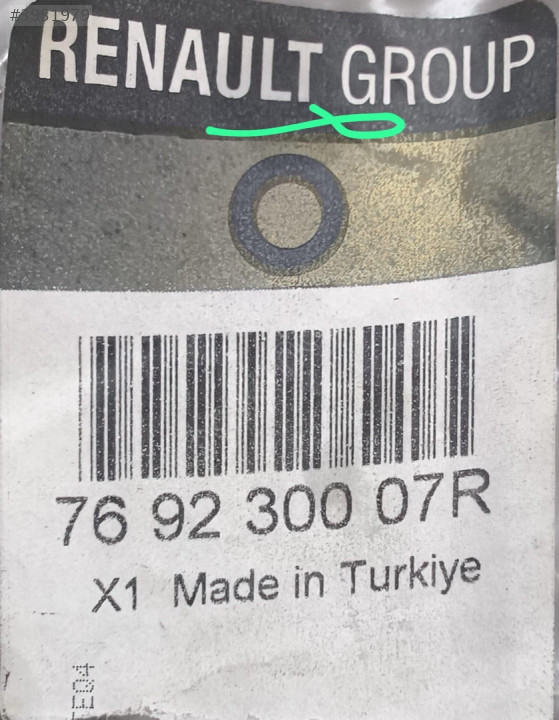 RENAULT GROUP
76 92 300 07R
X1 Made in Turkiye